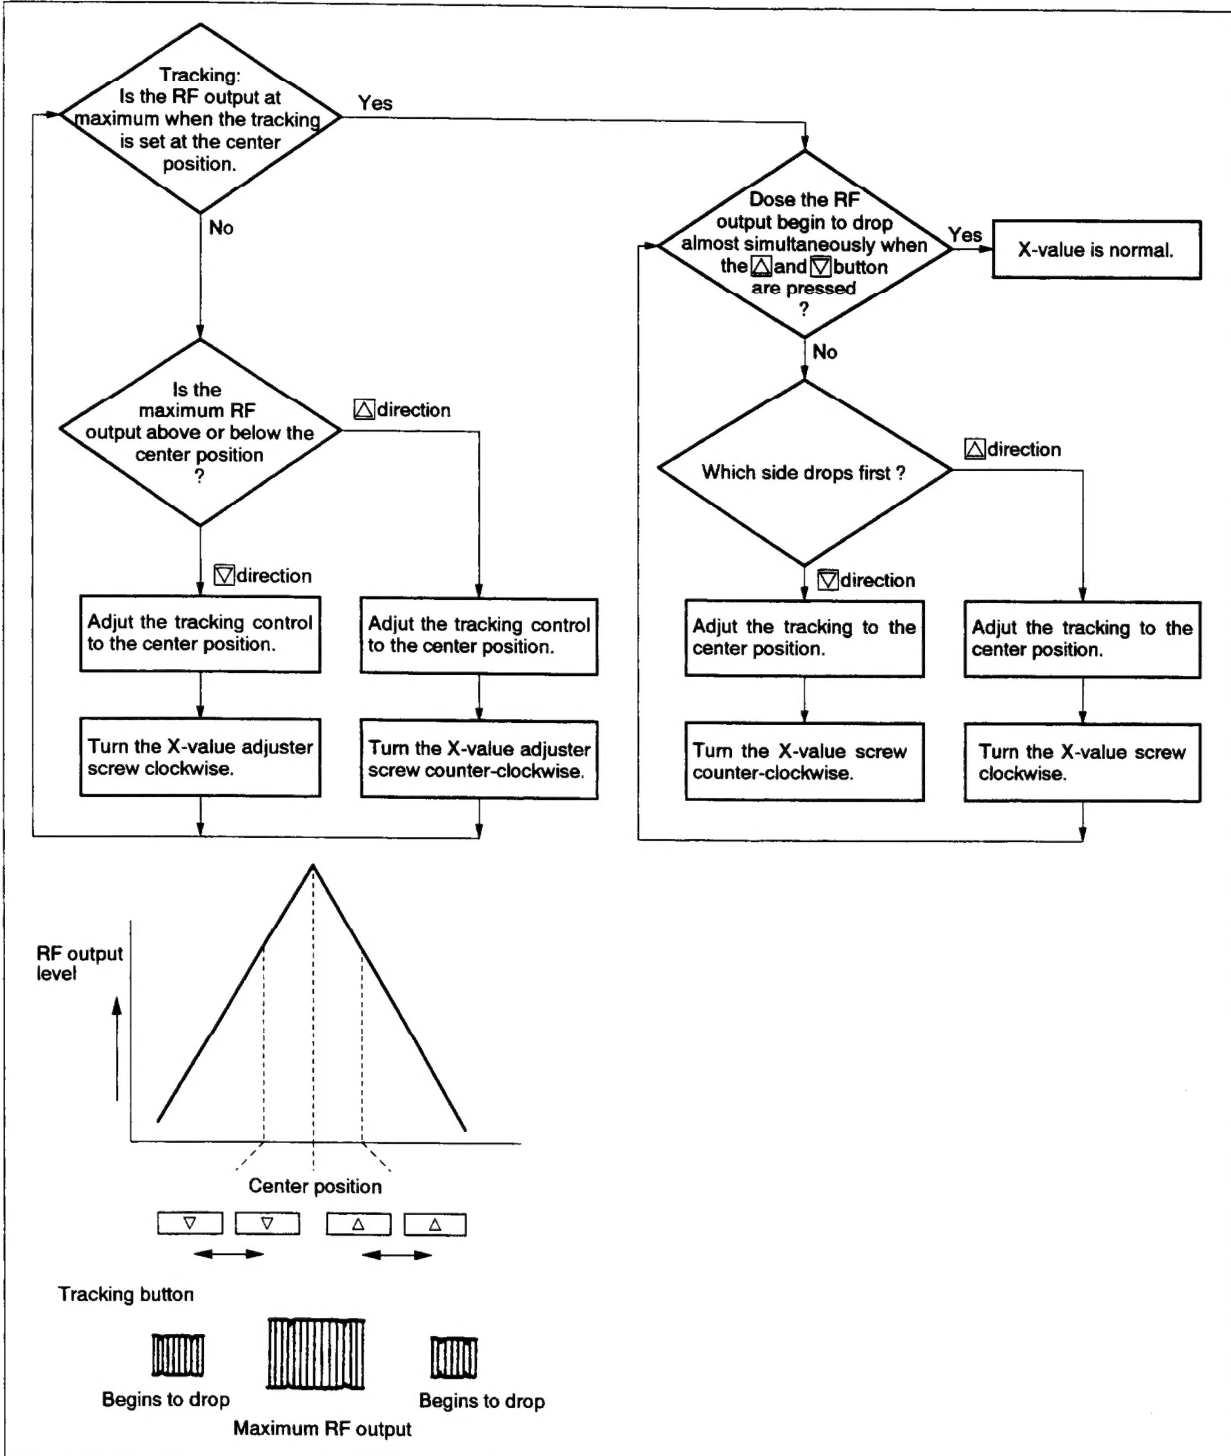 Tracking:
Is the RF output at
maximum when the tracking
is set at the center
position.
Yes
No
Is the
maximum RF
output above or below the
center position
?
△direction
▽direction
Adjut the tracking control
to the center position.
Adjut the tracking control
to the center position.
Turn the X-value adjuster
screw clockwise.
Turn the X-value adjuster
screw counter-clockwise.
Dose the RF
output begin to drop
almost simultaneously when
the △ and ▽ button
are pressed
?
Yes
X-value is normal.
No
Which side drops first ?
△direction
▽direction
Adjut the tracking to the
center position.
Adjut the tracking to the
center position.
Turn the X-value screw
counter-clockwise.
Turn the X-value screw
clockwise.
RF output
level
Center position
▽ ▽ △ △
Tracking button
Begins to drop
Begins to drop
Maximum RF output